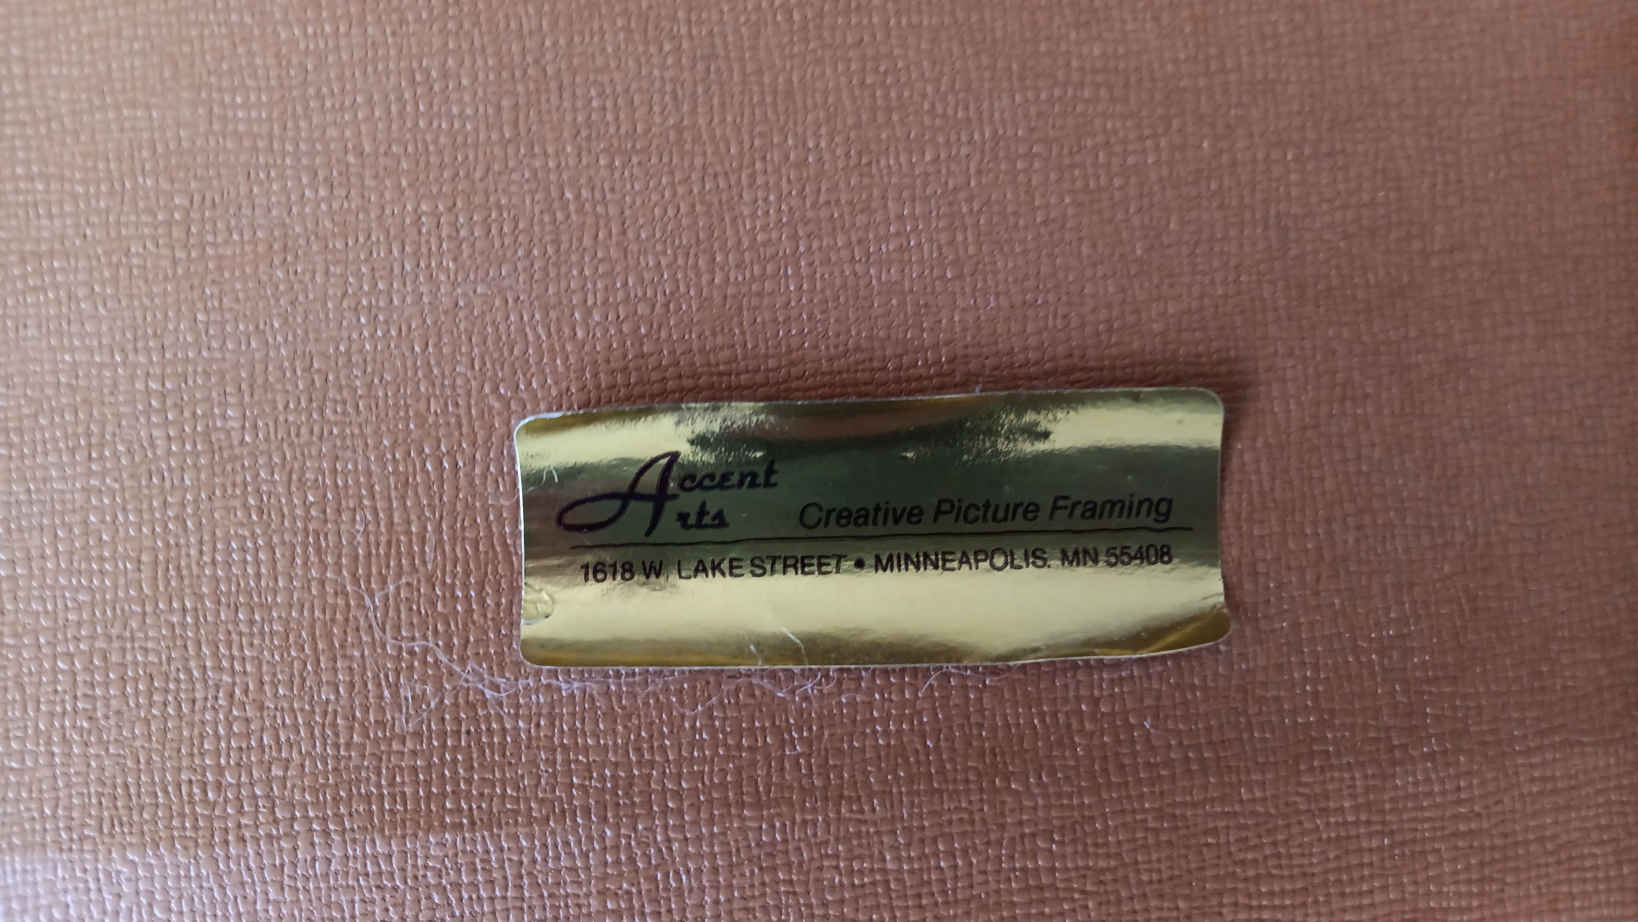 Accent
Arts
Creative Picture Framing
1618 W. LAKE STREET • MINNEAPOLIS. MN 55408